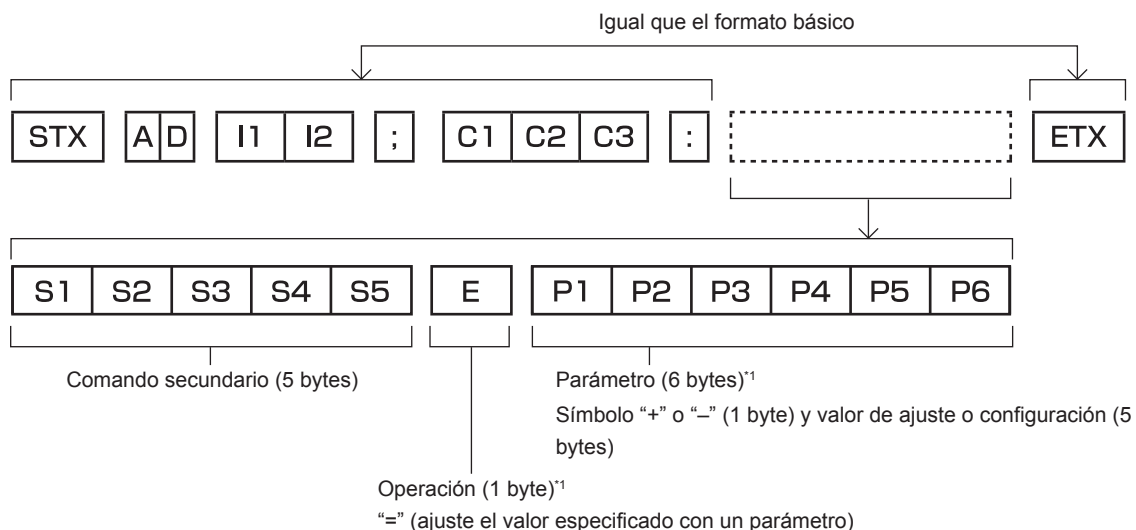 Igual que el formato básico
STX A D I1 I2 ; C1 C2 C3 : ETX
S1 S2 S3 S4 S5 E P1 P2 P3 P4 P5 P6
Comando secundario (5 bytes)
Parámetro (6 bytes)*1
Símbolo “+” o “–” (1 byte) y valor de ajuste o configuración (5
bytes)
Operación (1 byte)*1
“=” (ajuste el valor especificado con un parámetro)